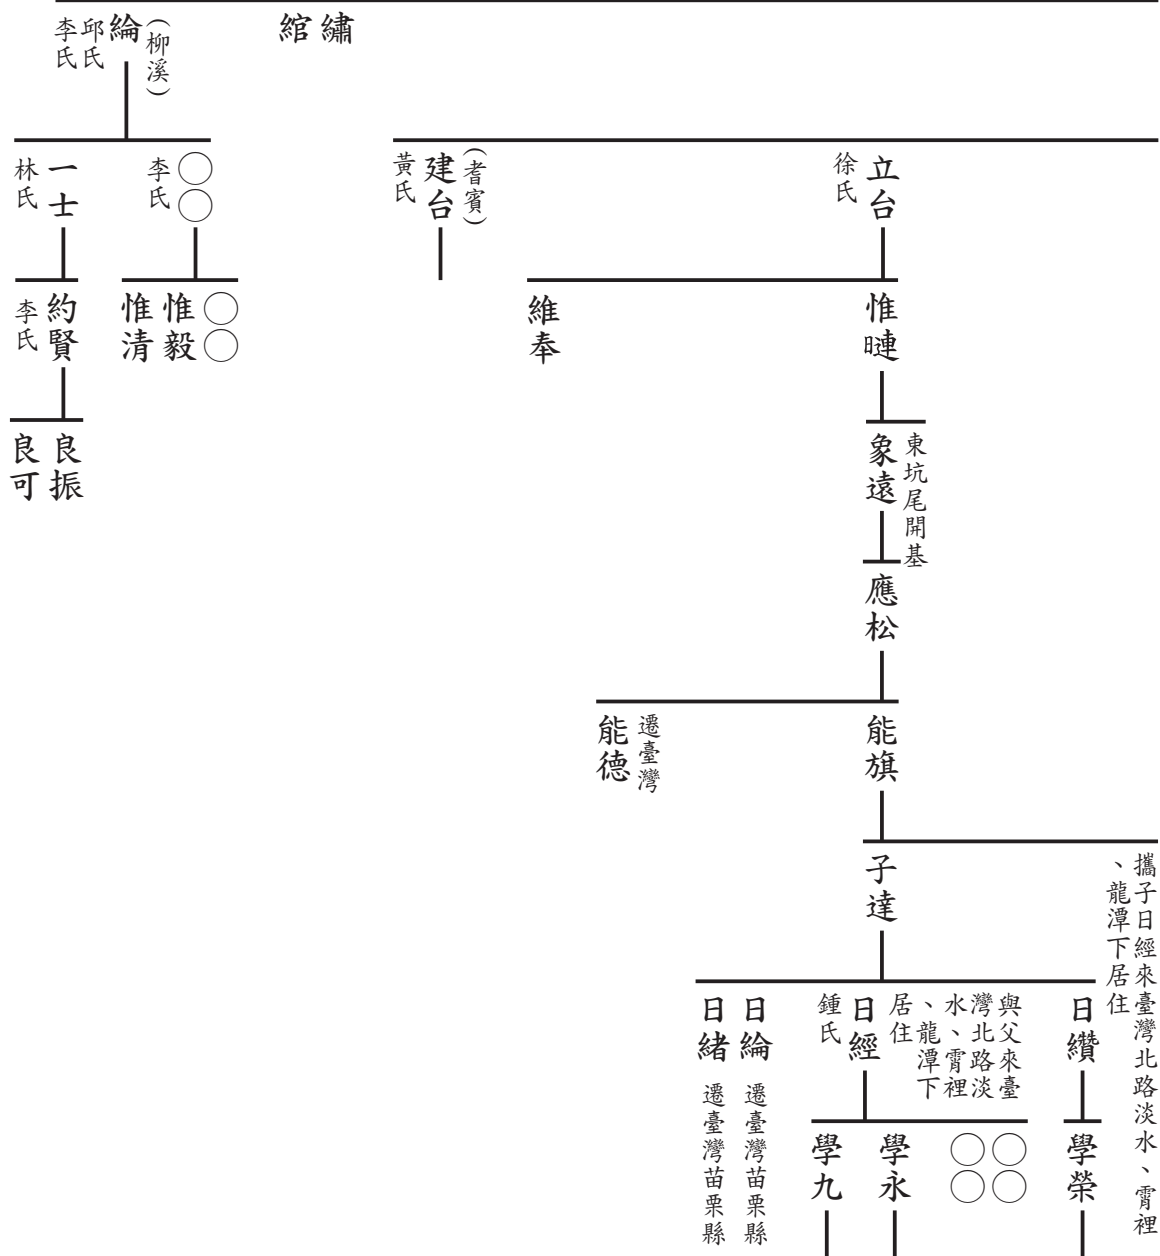 繡
綰
(柳溪)
綸
邱氏
李氏
立台
徐氏
(耆賓)
建台
黃氏
○○
李氏
一士
林氏
惟㬙
維奉
○○
惟毅
惟清
約賢
李氏
東坑尾開基
象遠
良振
良可
應松
能旗
遷臺灣
能德
攜子日經來臺灣北路淡水、霄裡
、龍潭下居住
子達
日纘
與父來臺
灣北路淡
水、霄裡
、龍潭下
居住
日經
鍾氏
日綸 遷臺灣苗栗縣
日緒 遷臺灣苗栗縣
學榮
○○
○○
學永
學九